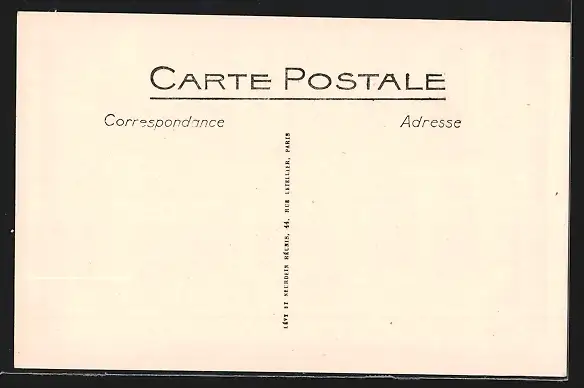 CARTE POSTALE
Correspondance
Adresse
LÉVY ET NEURDEIN RÉUNIS, 44, RUE LETELLIER, PARIS